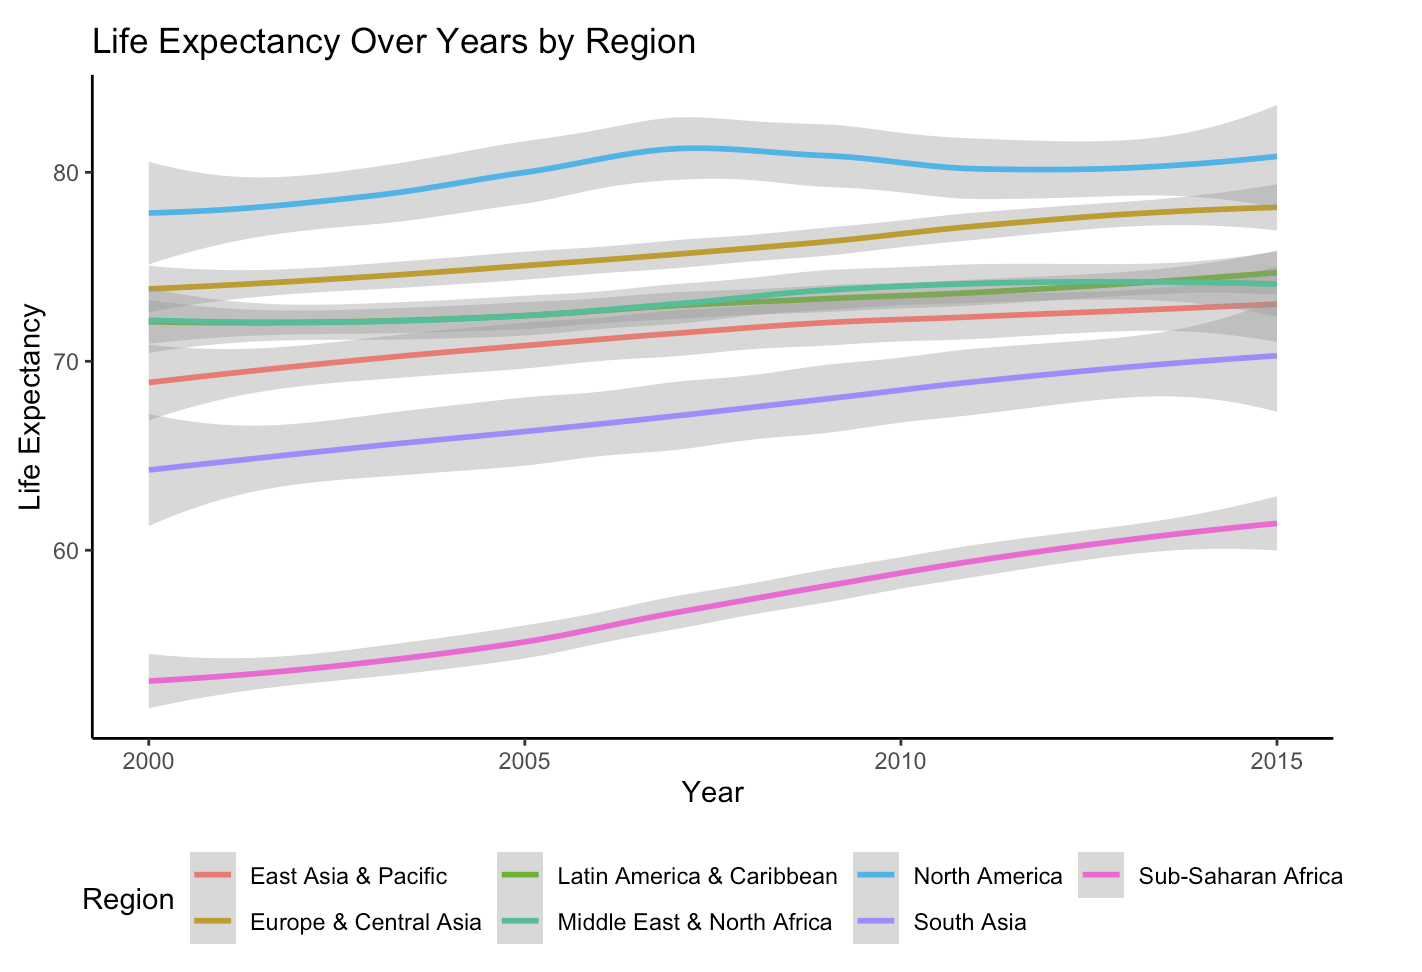 Life Expectancy Over Years by Region
Life Expectancy
80
70
60
2000 2005 2010 2015
Year
Region
East Asia & Pacific Latin America & Caribbean North America Sub-Saharan Africa
Europe & Central Asia Middle East & North Africa South Asia